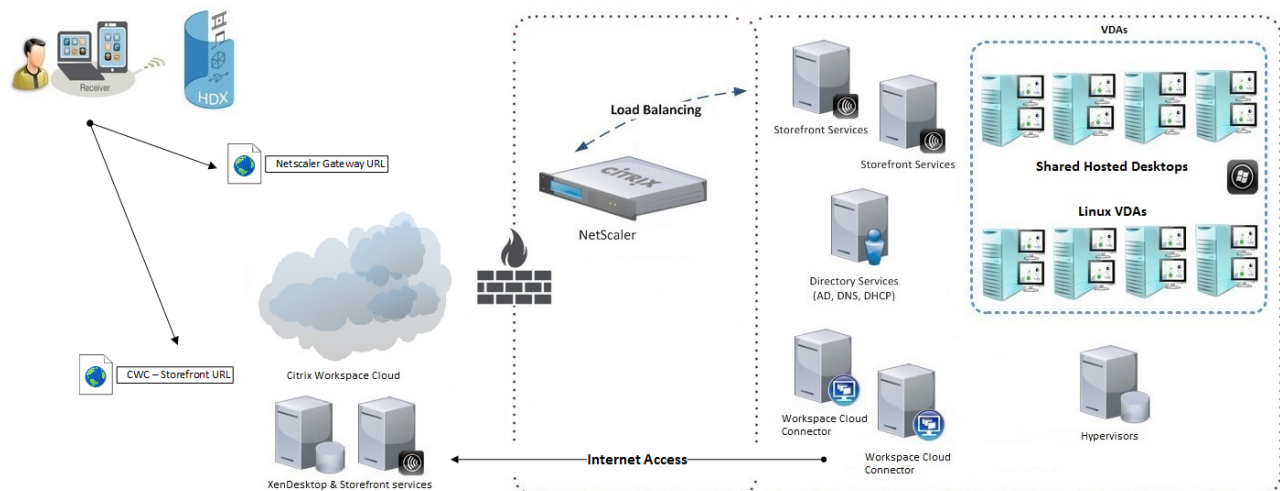 Receiver
HDX
Netscaler Gateway URL
CWC – Storefront URL
Citrix Workspace Cloud
XenDesktop & Storefront services
Load Balancing
CITRIX
NetScaler
Internet Access
Storefront Services
Storefront Services
Directory Services
(AD, DNS, DHCP)
Workspace Cloud
Connector
Workspace Cloud
Connector
VDAs
Shared Hosted Desktops
Linux VDAs
Hypervisors